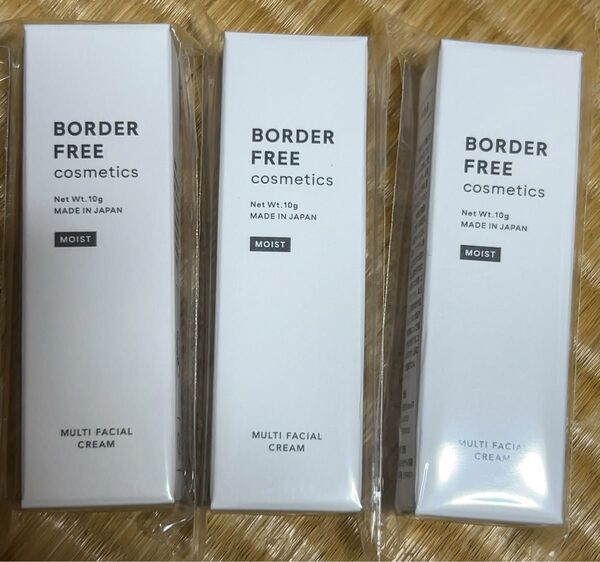 BORDER
FREE
cosmetics
Net Wt. 10g
MADE IN JAPAN
MOIST
MULTI FACIAL
CREAM
BORDER
FREE
cosmetics
Net Wt. 10g
MADE IN JAPAN
MOIST
MULTI FACIAL
CREAM
BORDER
FREE
cosmetics
Net Wt. 10g
MADE IN JAPAN
MOIST
MULTI FACIAL
CREAM